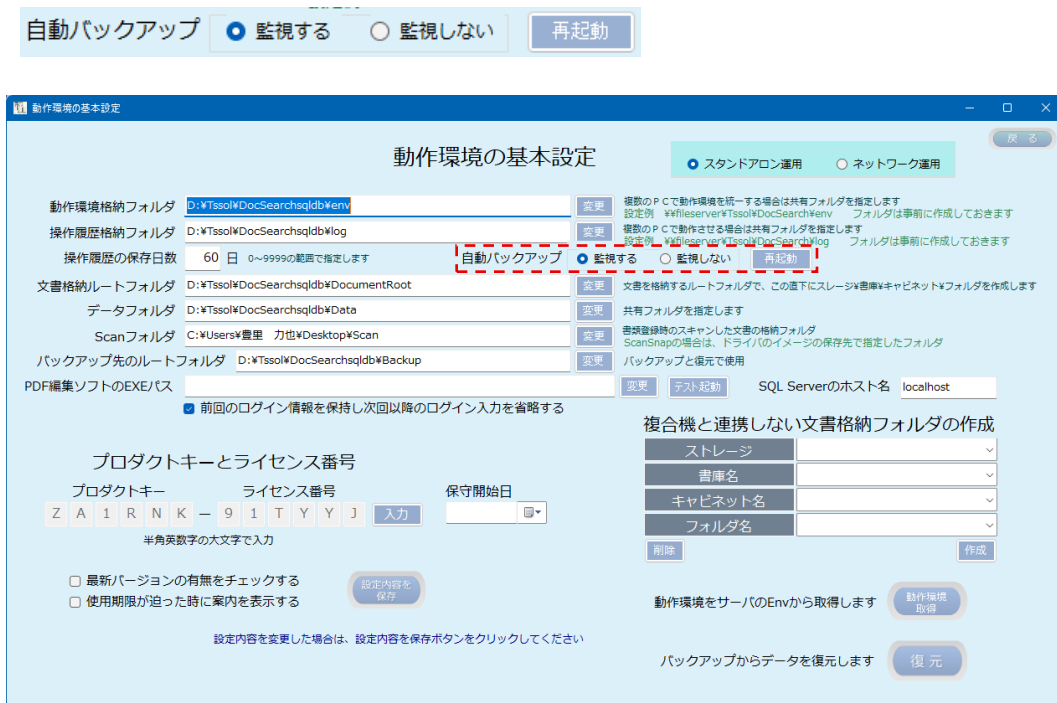 自動バックアップ 監視する 監視しない 再起動
動作環境の基本設定
戻 る
動作環境の基本設定
スタンドアロン運用 ネットワーク運用
動作環境格納フォルダ D:¥Tssol¥DocSearchsqldb¥env 変更 複数のＰＣで動作環境を統一する場合は共有フォルダを指定します
設定例 ¥¥fileserver¥Tssol¥DocSearch¥env フォルダは事前に作成しておきます
操作履歴格納フォルダ D:¥Tssol¥DocSearchsqldb¥log 変更 複数のＰＣで動作させる場合は共有フォルダを指定します
設定例 ¥¥fileserver¥Tssol¥DocSearch¥log フォルダは事前に作成しておきます
操作履歴の保存日数 60 日 0～9999の範囲で指定します 自動バックアップ 監視する 監視しない 再起動
文書格納ルートフォルダ D:¥Tssol¥DocSearchsqldb¥DocumentRoot 変更 文書を格納するルートフォルダで、この直下にスレージ¥書庫¥キャビネット¥フォルダを作成します
データフォルダ D:¥Tssol¥DocSearchsqldb¥Data 変更 共有フォルダを指定します
Scanフォルダ C:¥Users¥豊里 力也¥Desktop¥Scan 変更 書類登録時のスキャンした文書の格納フォルダ
ScanSnapの場合は、ドライバのイメージの保存先で指定したフォルダ
バックアップ先のルートフォルダ D:¥Tssol¥DocSearchsqldb¥Backup 変更 バックアップと復元で使用
PDF編集ソフトのEXEパス 変更 テスト起動 SQL Serverのホスト名 localhost
前回のログイン情報を保持し次回以降のログイン入力を省略する
複合機と連携しない文書格納フォルダの作成
ストレージ
書庫名
キャビネット名
フォルダ名
削除 作成
プロダクトキーとライセンス番号
プロダクトキー ライセンス番号 保守開始日
Z A 1 R N K － 9 1 T Y Y J 入力
半角英数字の大文字で入力
最新バージョンの有無をチェックする
使用期限が迫った時に案内を表示する
設定内容を
保存
動作環境をサーバのEnvから取得します 動作環境
取得
設定内容を変更した場合は、設定内容を保存ボタンをクリックしてください
バックアップからデータを復元します 復 元